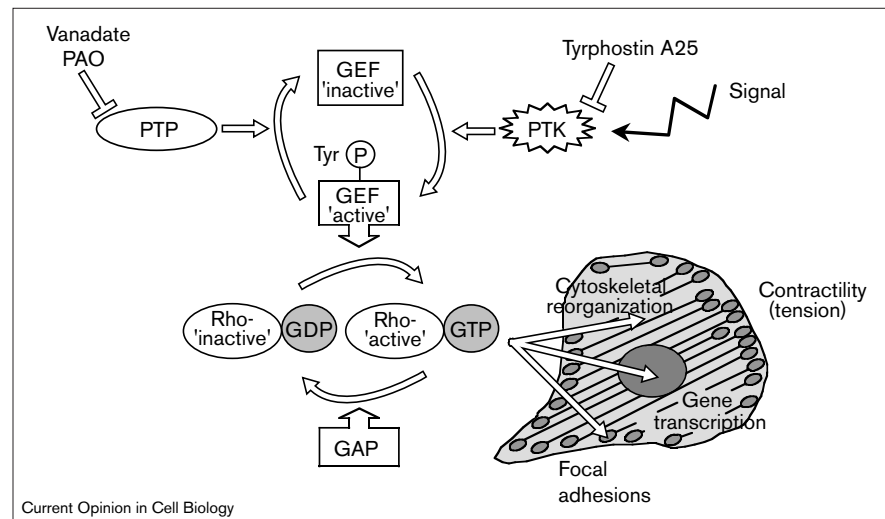 Vanadate
PAO
PTP
GEF
'inactive'
Tyrphostin A25
PTK
Signal
Tyr
P
GEF
'active'
Rho-
'inactive'
GDP
Rho-
'active'
GTP
GAP
Cytoskeletal
reorganization
Contractility
(tension)
Gene
transcription
Focal
adhesions
Current Opinion in Cell Biology